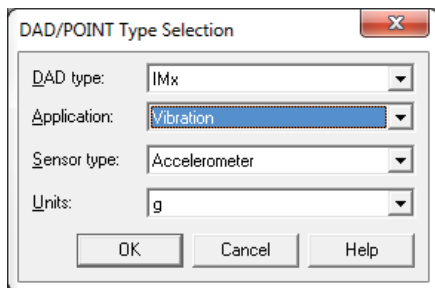 DAD/POINT Type Selection
DAD type: IMx
Application: Vibration
Sensor type: Accelerometer
Units: g
OK Cancel Help